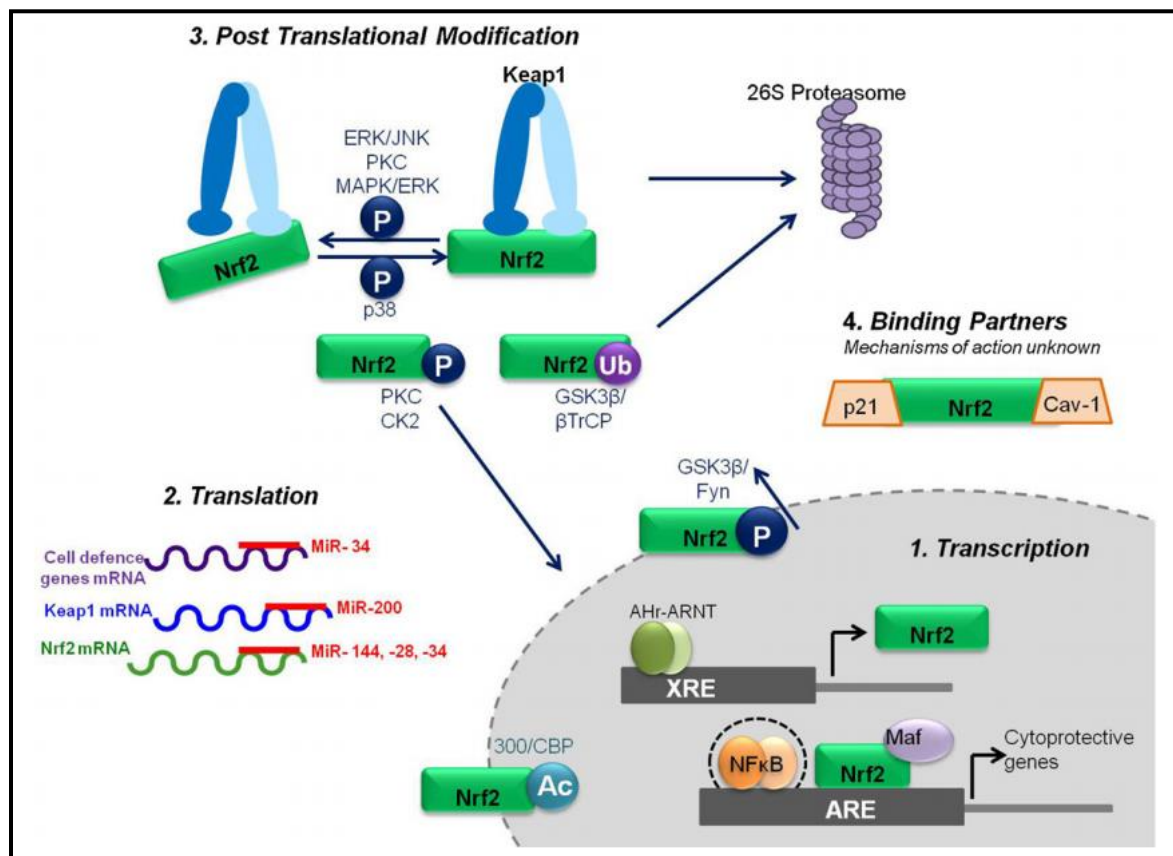 3. Post Translational Modification
Keap1
26S Proteasome
ERK/JNK
PKC
MAPK/ERK
P
Nrf2
Nrf2
P
p38
Nrf2
P
PKC
CK2
Nrf2
Ub
GSK3β/
βTrCP
4. Binding Partners
Mechanisms of action unknown
p21
Nrf2
Cav-1
2. Translation
Cell defence
genes mRNA
MiR- 34
Keap1 mRNA
MiR-200
Nrf2 mRNA
MiR- 144, -28, -34
GSK3β/
Fyn
Nrf2
P
1. Transcription
AHr-ARNT
Nrf2
XRE
300/CBP
Nrf2
Ac
NFκB
Nrf2
Maf
Cytoprotective
genes
ARE